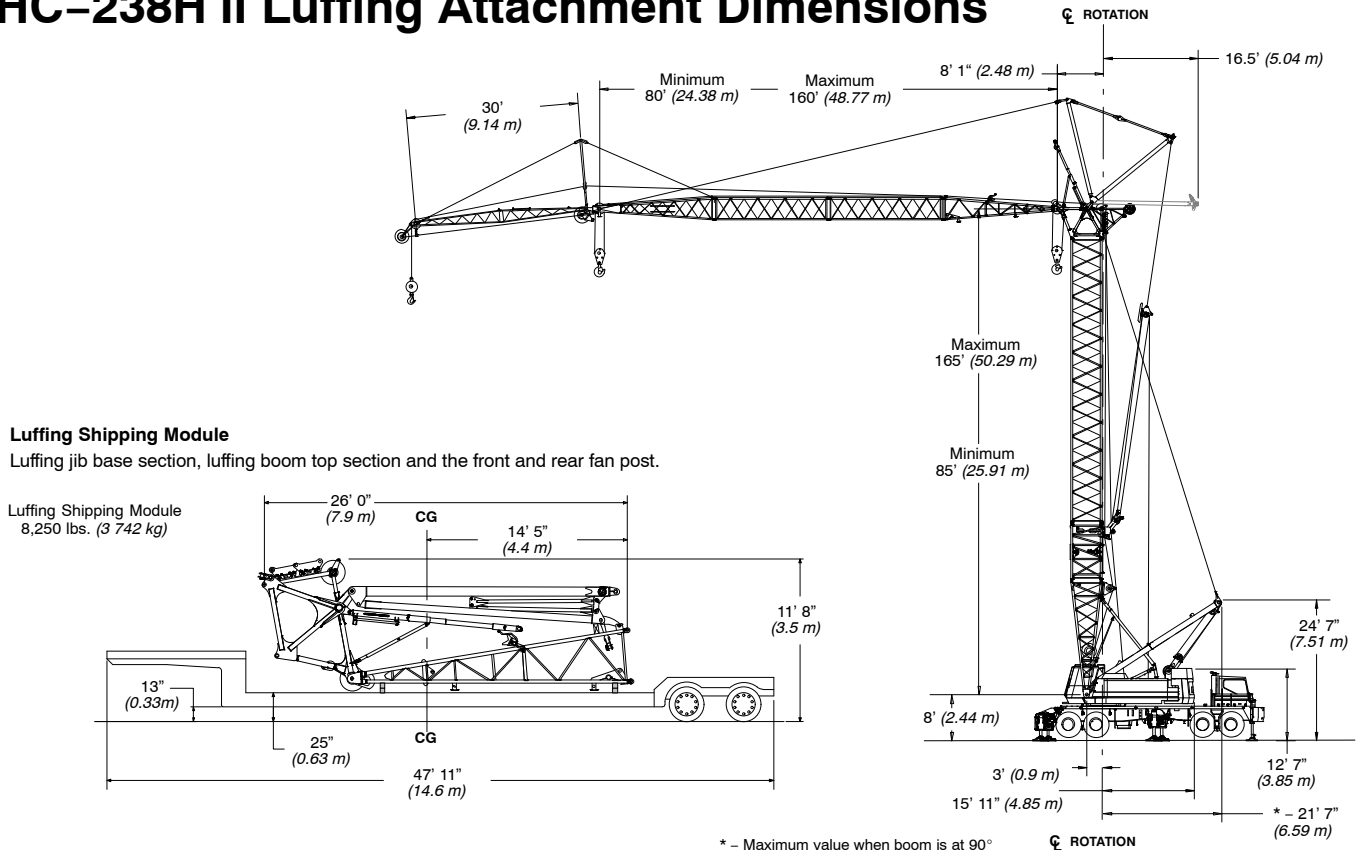 HC−238H II Luffing Attachment Dimensions
℄ ROTATION
16.5' (5.04 m)
8' 1“ (2.48 m)
Minimum
80' (24.38 m)
Maximum
160' (48.77 m)
30'
(9.14 m)
Maximum
165' (50.29 m)
Minimum
85' (25.91 m)
Luffing Shipping Module
Luffing jib base section, luffing boom top section and the front and rear fan post.
Luffing Shipping Module
8,250 lbs. (3 742 kg)
26' 0”
(7.9 m)
CG
14' 5”
(4.4 m)
11' 8”
(3.5 m)
13”
(0.33m)
25”
(0.63 m)
CG
47' 11”
(14.6 m)
24' 7”
(7.51 m)
8' (2.44 m)
3' (0.9 m)
15' 11” (4.85 m)
12' 7”
(3.85 m)
* − 21' 7”
(6.59 m)
* − Maximum value when boom is at 90°
℄ ROTATION